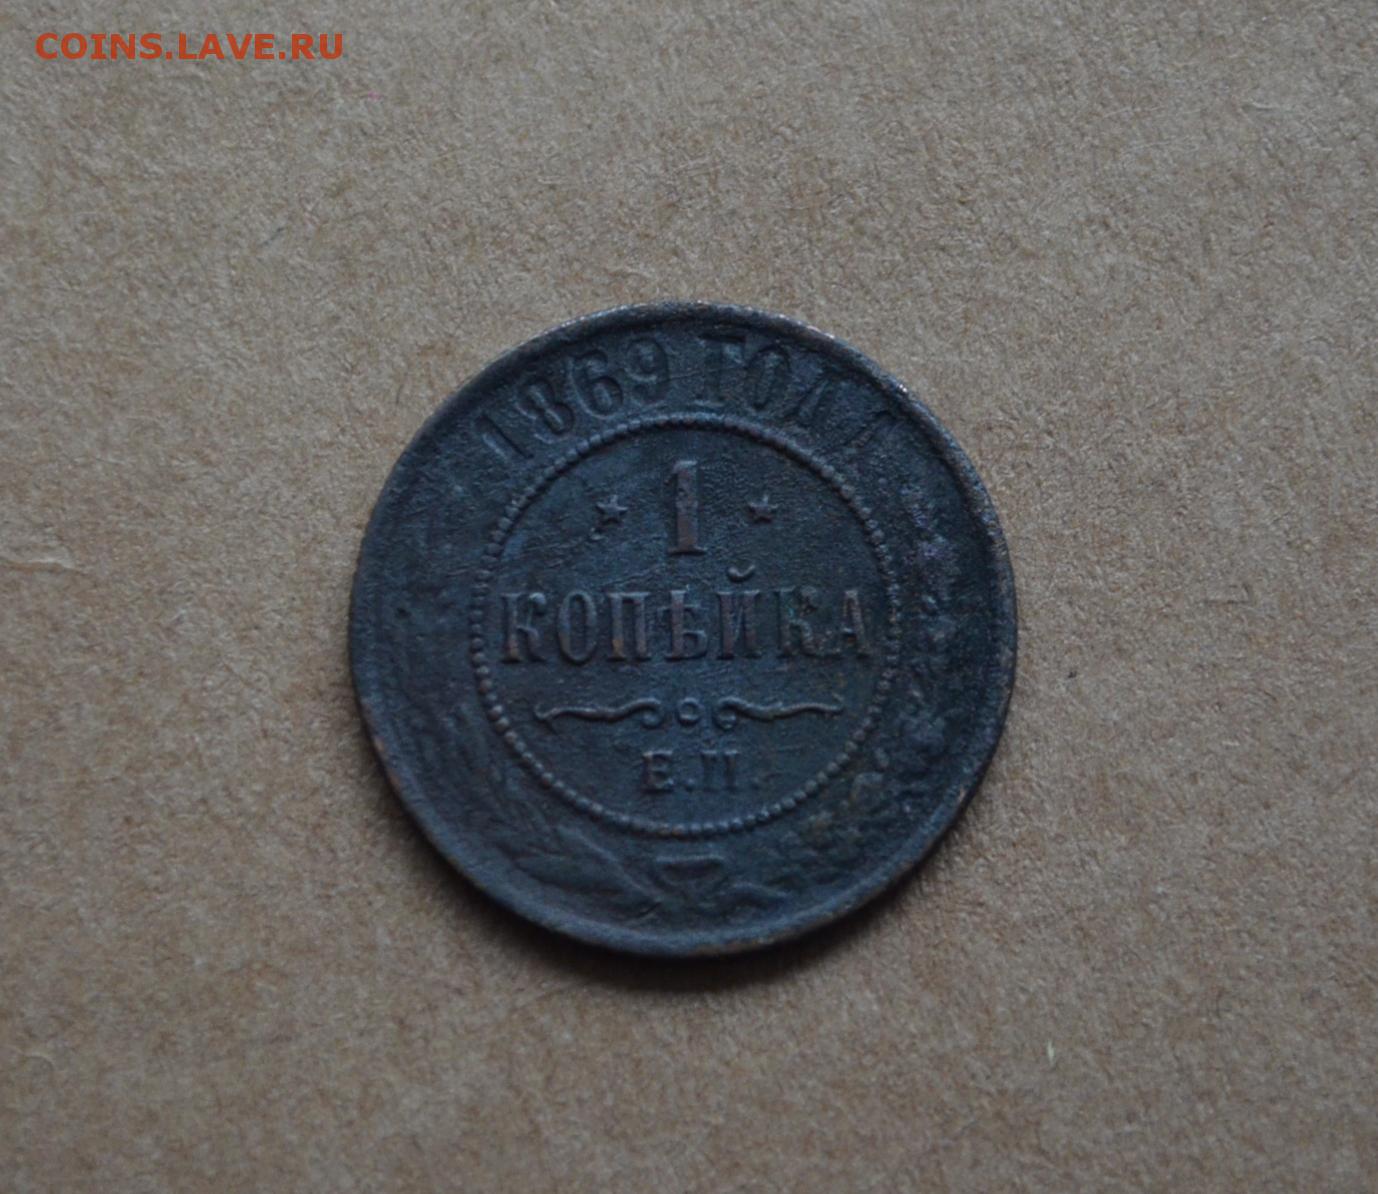 COINS.LAVE.RU
1869 ГОДА
1
КОПѢЙКА
Е.М.